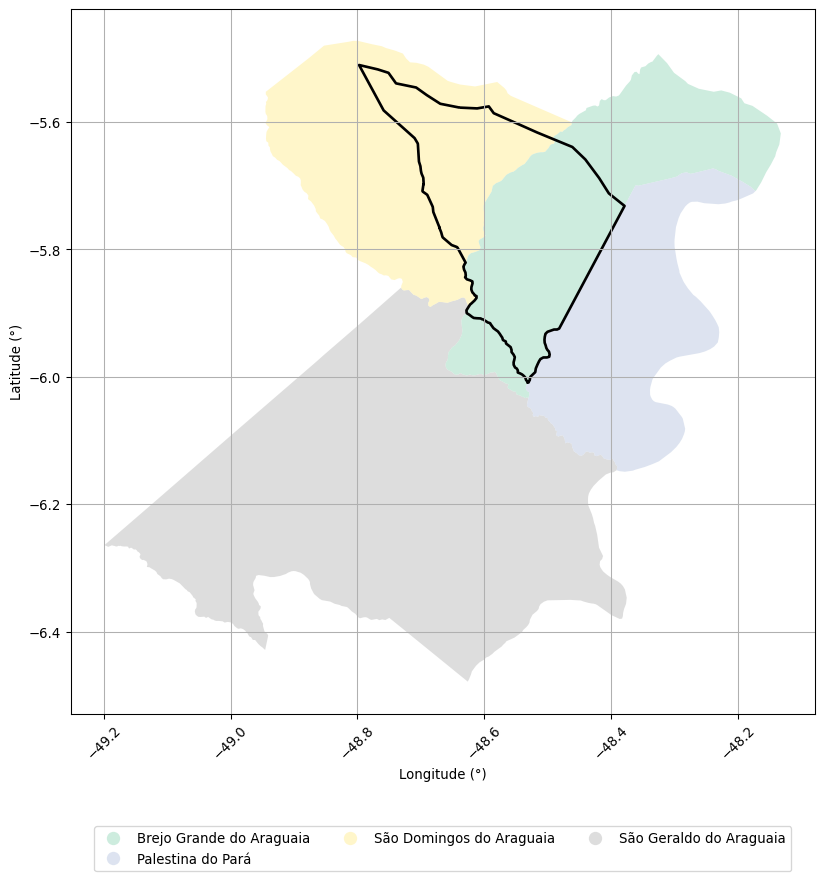 −5.6
−5.8
−6.0
−6.2
−6.4
Latitude (°)
−49.2
−49.0
−48.8
−48.6
−48.4
−48.2
Longitude (°)
Brejo Grande do Araguaia
São Domingos do Araguaia
São Geraldo do Araguaia
Palestina do Pará